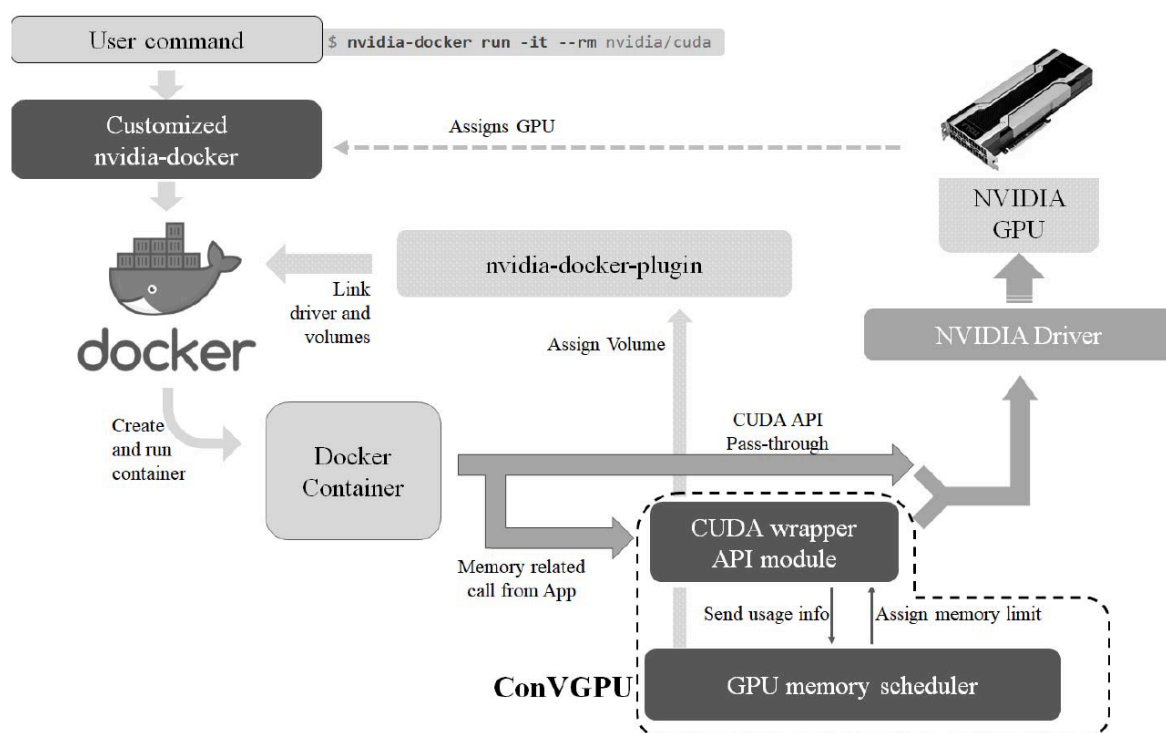 User command
$ nvidia-docker run -it --rm nvidia/cuda
Customized
nvidia-docker
Assigns GPU
NVIDIA
GPU
nvidia-docker-plugin
Link
driver and
volumes
docker
Assign Volume
NVIDIA Driver
Create
and run
container
Docker
Container
CUDA API
Pass-through
CUDA wrapper
API module
Memory related
call from App
Send usage info
Assign memory limit
ConVGPU
GPU memory scheduler